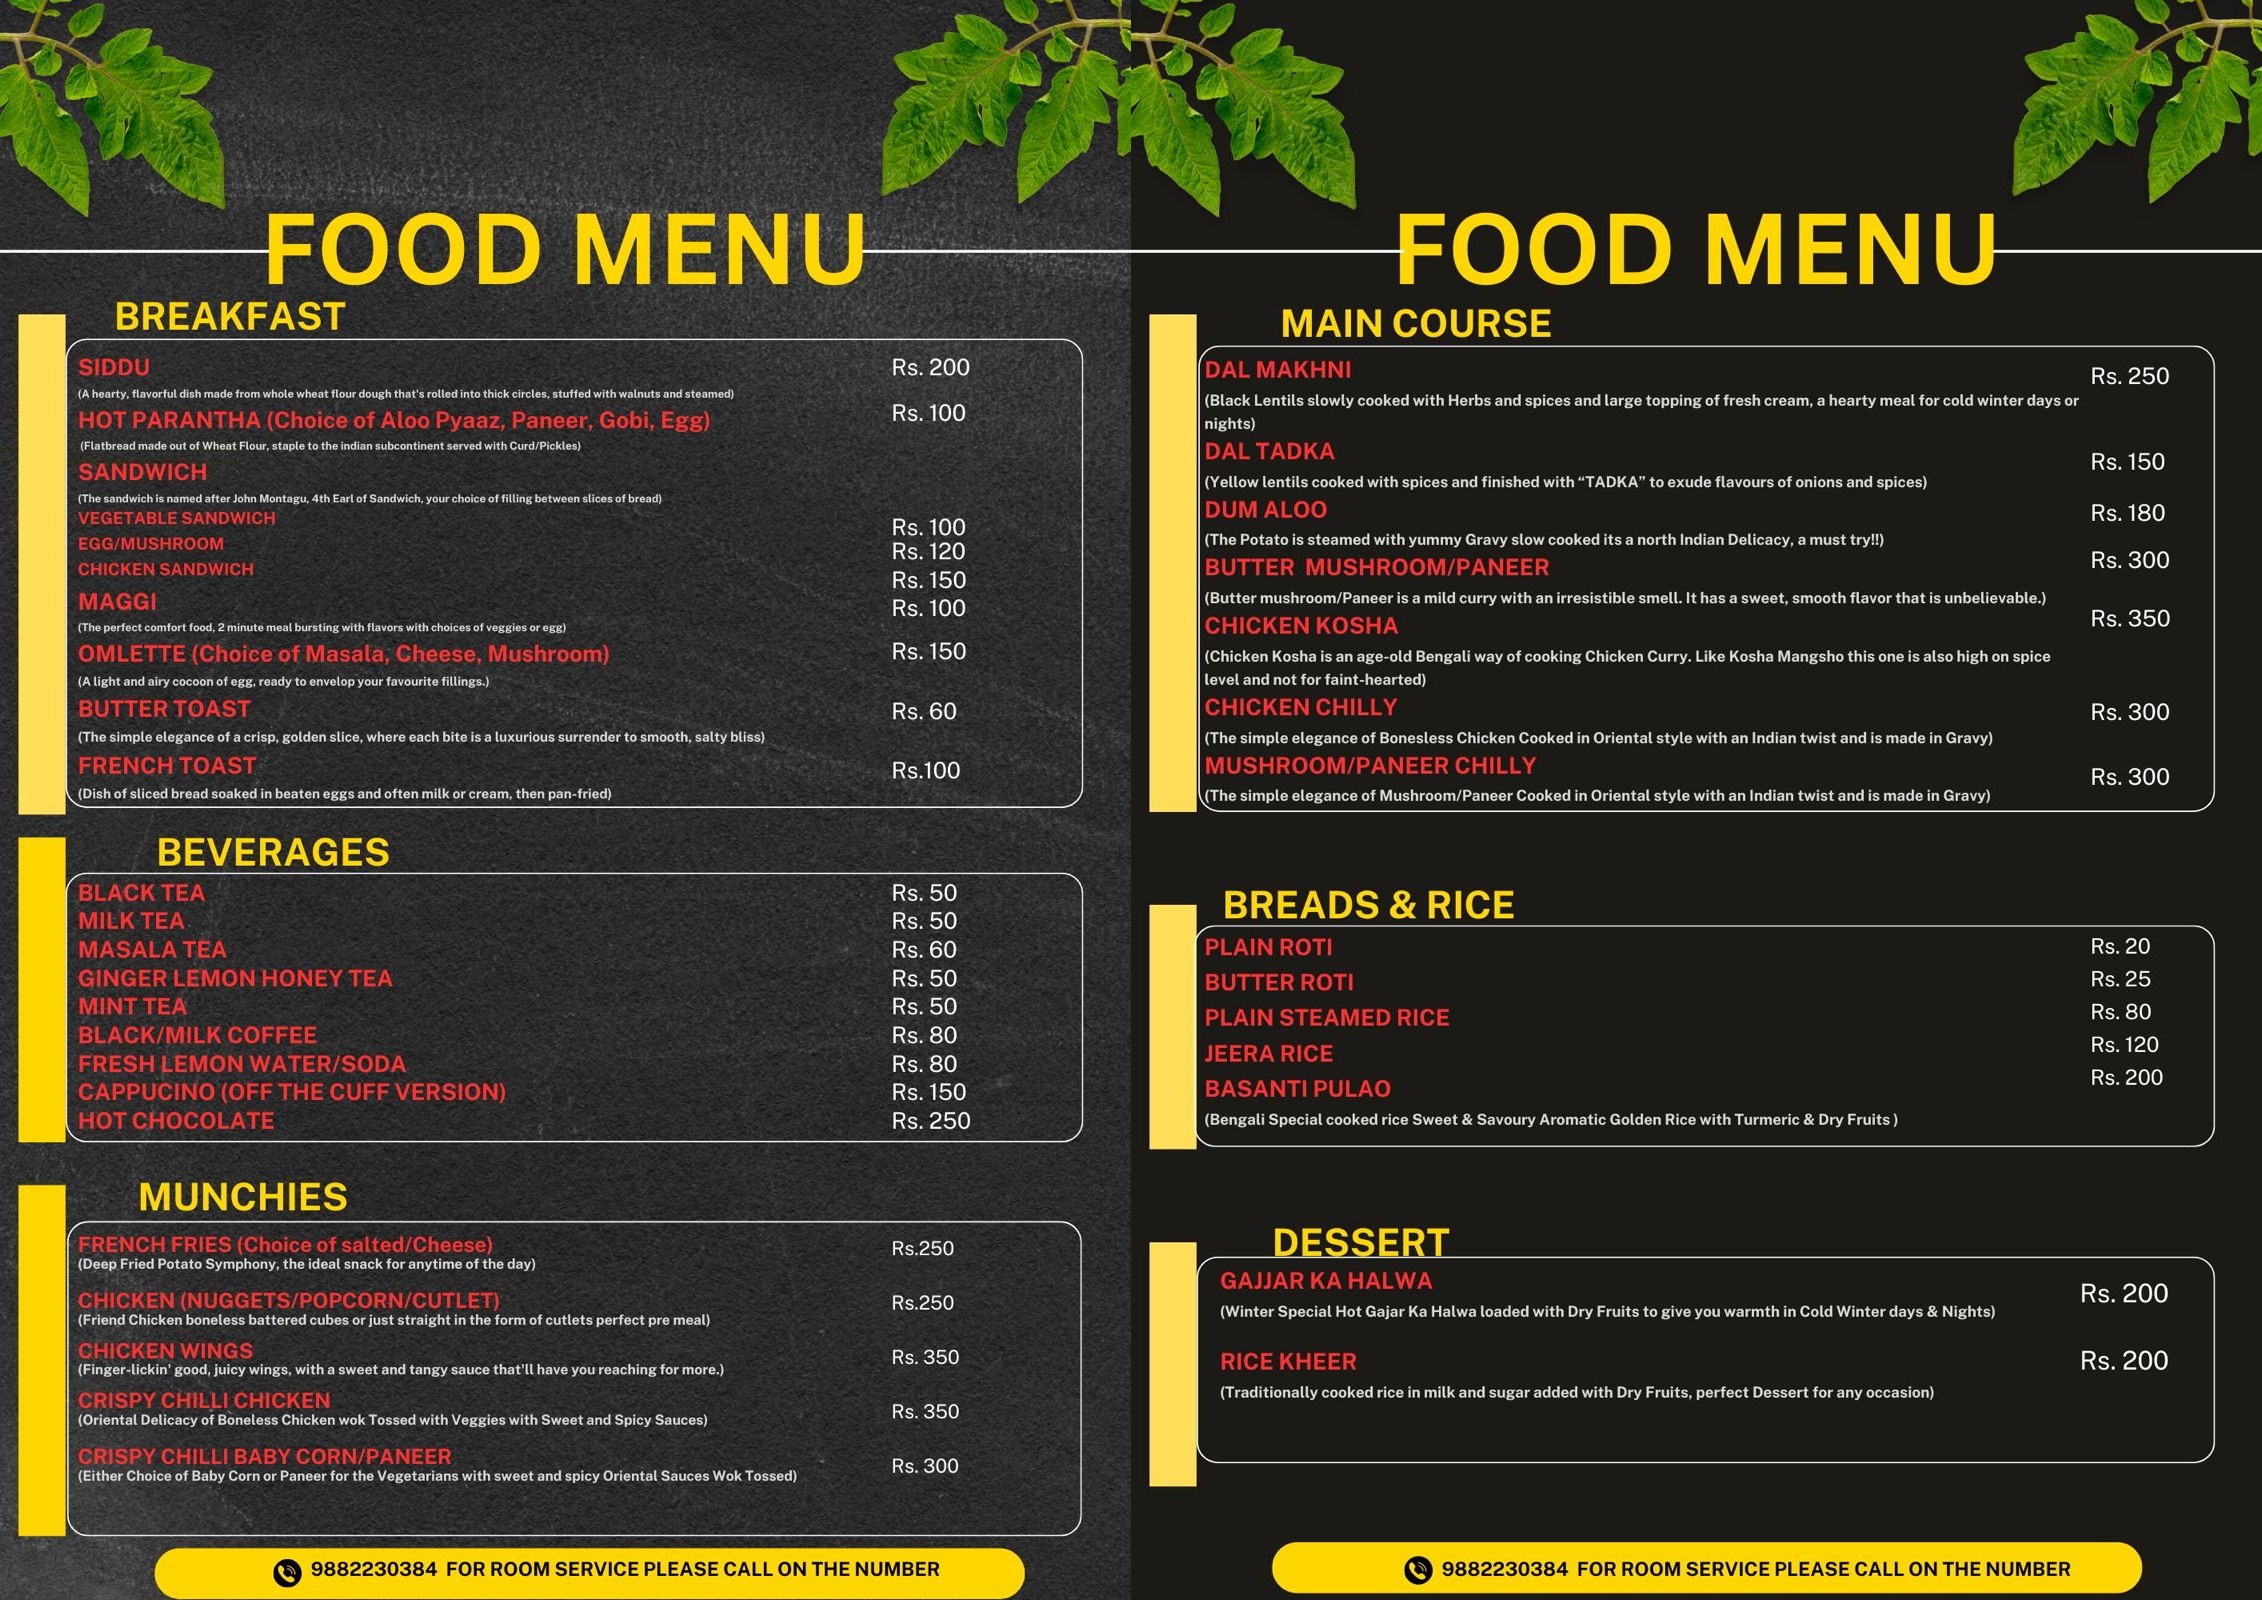 FOOD MENU
BREAKFAST
SIDDU Rs. 200
(A hearty, flavorful dish made from whole wheat flour dough that's rolled into thick circles, stuffed with walnuts and steamed)
HOT PARANTHA (Choice of Aloo Pyaaz, Paneer, Gobi, Egg) Rs. 100
(Flatbread made out of Wheat Flour, staple to the indian subcontinent served with Curd/Pickles)
SANDWICH
(The sandwich is named after John Montagu, 4th Earl of Sandwich, your choice of filling between slices of bread)
VEGETABLE SANDWICH Rs. 100
EGG/MUSHROOM Rs. 120
CHICKEN SANDWICH Rs. 150
MAGGI Rs. 100
(The perfect comfort food, 2 minute meal bursting with flavors with choices of veggies or egg)
OMLETTE (Choice of Masala, Cheese, Mushroom) Rs. 150
(A light and airy cocoon of egg, ready to envelop your favourite fillings.)
BUTTER TOAST Rs. 60
(The simple elegance of a crisp, golden slice, where each bite is a luxurious surrender to smooth, salty bliss)
FRENCH TOAST Rs.100
(Dish of sliced bread soaked in beaten eggs and often milk or cream, then pan-fried)
BEVERAGES
BLACK TEA Rs. 50
MILK TEA Rs. 50
MASALA TEA Rs. 60
GINGER LEMON HONEY TEA Rs. 50
MINT TEA Rs. 50
BLACK/MILK COFFEE Rs. 80
FRESH LEMON WATER/SODA Rs. 80
CAPPUCINO (OFF THE CUFF VERSION) Rs. 150
HOT CHOCOLATE Rs. 250
MUNCHIES
FRENCH FRIES (Choice of salted/Cheese) Rs.250
(Deep Fried Potato Symphony, the ideal snack for anytime of the day)
CHICKEN (NUGGETS/POPCORN/CUTLET) Rs.250
(Friend Chicken boneless battered cubes or just straight in the form of cutlets perfect pre meal)
CHICKEN WINGS Rs. 350
(Finger-lickin' good, juicy wings, with a sweet and tangy sauce that'll have you reaching for more.)
CRISPY CHILLI CHICKEN Rs. 350
(Oriental Delicacy of Boneless Chicken wok Tossed with Veggies with Sweet and Spicy Sauces)
CRISPY CHILLI BABY CORN/PANEER Rs. 300
(Either Choice of Baby Corn or Paneer for the Vegetarians with sweet and spicy Oriental Sauces Wok Tossed)
9882230384 FOR ROOM SERVICE PLEASE CALL ON THE NUMBER
FOOD MENU
MAIN COURSE
DAL MAKHNI Rs. 250
(Black Lentils slowly cooked with Herbs and spices and large topping of fresh cream, a hearty meal for cold winter days or
nights)
DAL TADKA Rs. 150
(Yellow lentils cooked with spices and finished with “TADKA” to exude flavours of onions and spices)
DUM ALOO Rs. 180
(The Potato is steamed with yummy Gravy slow cooked its a north Indian Delicacy, a must try!!)
BUTTER MUSHROOM/PANEER Rs. 300
(Butter mushroom/Paneer is a mild curry with an irresistible smell. It has a sweet, smooth flavor that is unbelievable.)
CHICKEN KOSHA Rs. 350
(Chicken Kosha is an age-old Bengali way of cooking Chicken Curry. Like Kosha Mangsho this one is also high on spice
level and not for faint-hearted)
CHICKEN CHILLY Rs. 300
(The simple elegance of Bonesless Chicken Cooked in Oriental style with an Indian twist and is made in Gravy)
MUSHROOM/PANEER CHILLY Rs. 300
(The simple elegance of Mushroom/Paneer Cooked in Oriental style with an Indian twist and is made in Gravy)
BREADS & RICE
PLAIN ROTI Rs. 20
BUTTER ROTI Rs. 25
PLAIN STEAMED RICE Rs. 80
JEERA RICE Rs. 120
BASANTI PULAO Rs. 200
(Bengali Special cooked rice Sweet & Savoury Aromatic Golden Rice with Turmeric & Dry Fruits )
DESSERT
GAJJAR KA HALWA Rs. 200
(Winter Special Hot Gajar Ka Halwa loaded with Dry Fruits to give you warmth in Cold Winter days & Nights)
RICE KHEER Rs. 200
(Traditionally cooked rice in milk and sugar added with Dry Fruits, perfect Dessert for any occasion)
9882230384 FOR ROOM SERVICE PLEASE CALL ON THE NUMBER